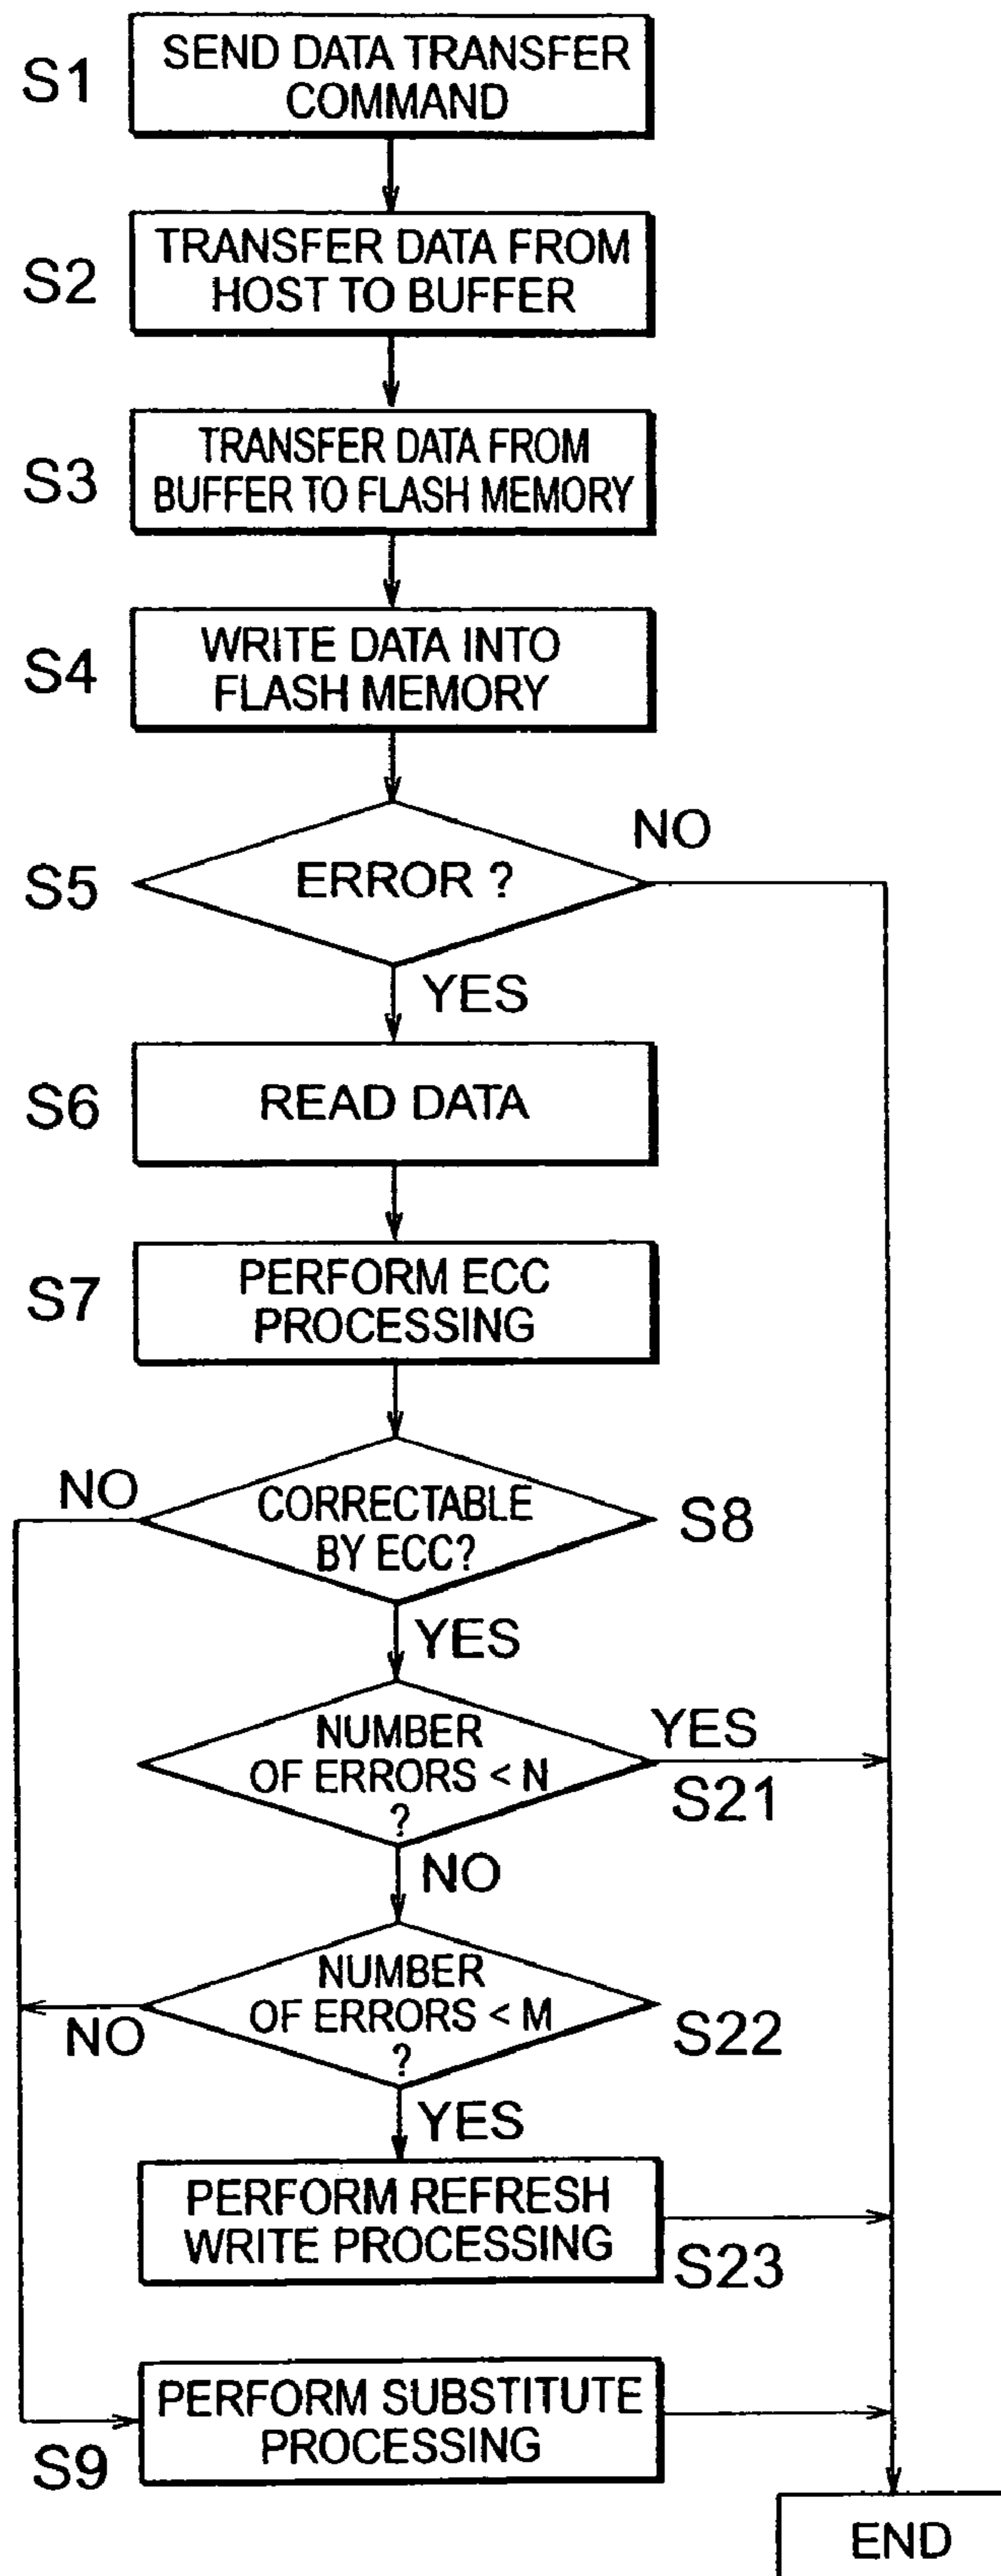 S1
SEND DATA TRANSFER
COMMAND
S2
TRANSFER DATA FROM
HOST TO BUFFER
S3
TRANSFER DATA FROM
BUFFER TO FLASH MEMORY
S4
WRITE DATA INTO
FLASH MEMORY
S5
ERROR ?
NO
YES
S6
READ DATA
S7
PERFORM ECC
PROCESSING
NO
CORRECTABLE
BY ECC?
S8
YES
NUMBER
OF ERRORS < N
?
YES
S21
NO
NUMBER
OF ERRORS < M
?
NO
S22
YES
PERFORM REFRESH
WRITE PROCESSING
S23
PERFORM SUBSTITUTE
PROCESSING
S9
END